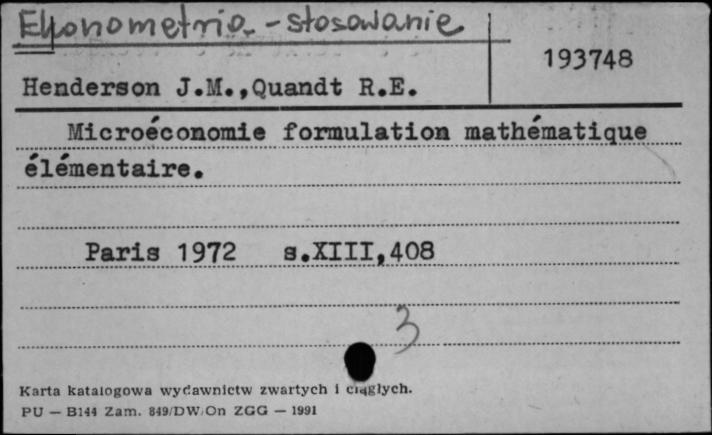 Ekonometria - stosowanie
193748
Henderson J.M.,Quandt R.E.
Microéconomie formulation mathématique
élémentaire.
Paris 1972 s.XIII,408
3
Karta katalogowa wydawnictw zwartych i ciągłych.
PU — B144 Zam. 849/DW/On ZGG — 1991